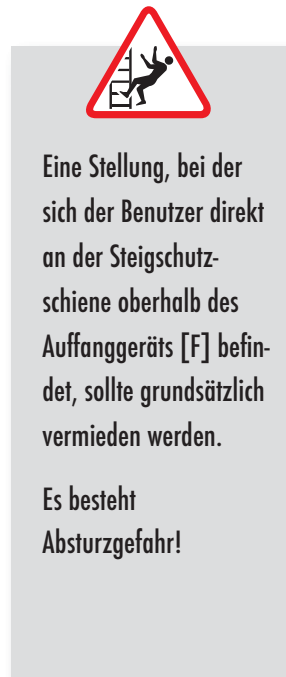 Eine Stellung, bei der
sich der Benutzer direkt
an der Steigschutz-
schiene oberhalb des
Auffanggeräts [F] befin-
det, sollte grundsätzlich
vermieden werden.
Es besteht
Absturzgefahr!